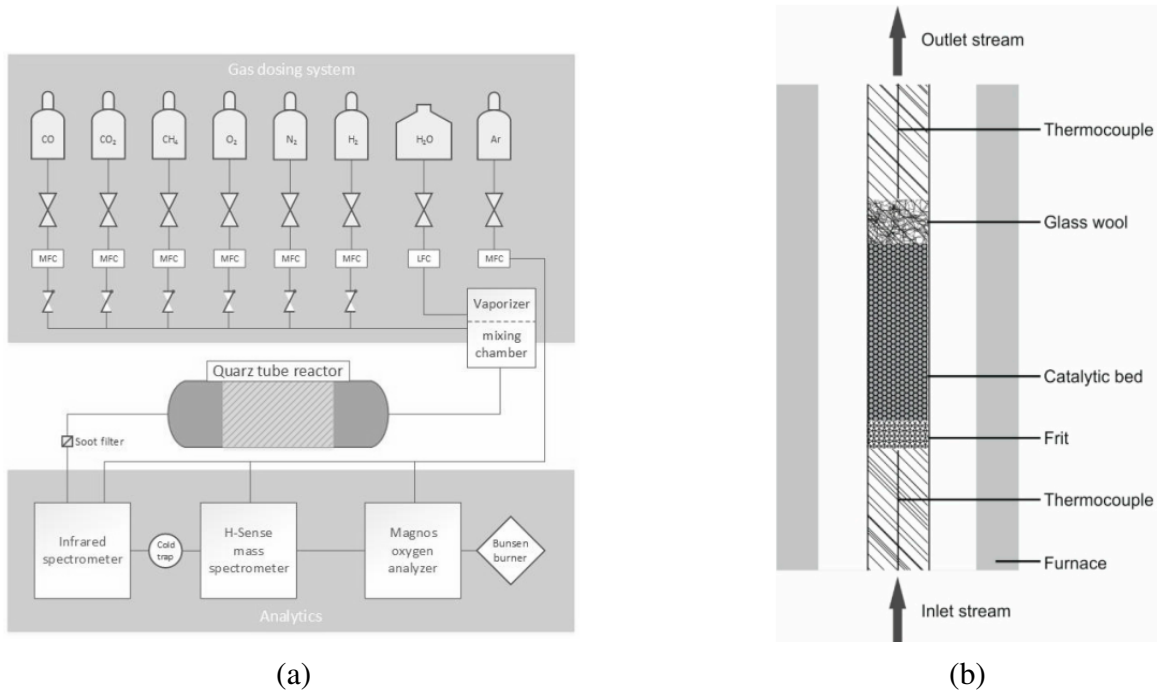 Gas dosing system
CO
CO₂
CH₄
O₂
N₂
H₂
H₂O
Ar
MFC
MFC
MFC
MFC
MFC
MFC
LFC
MFC
Vaporizer
mixing
chamber
Quarz tube reactor
Soot filter
Infrared
spectrometer
Cold
trap
H-Sense
mass
spectrometer
Magnos
oxygen
analyzer
Bunsen
burner
Analytics
(a)
Outlet stream
Thermocouple
Glass wool
Catalytic bed
Frit
Thermocouple
Furnace
Inlet stream
(b)